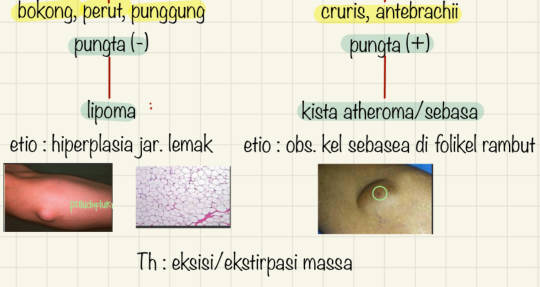 bokong, perut, punggung
cruris, antebrachii
pungta (-)
pungta (+)
lipoma :
kista atheroma/sebasa
etio : hiperplasia jar. lemak
etio : obs. kel sebasea di folikel rambut
Th : eksisi/ekstirpasi massa